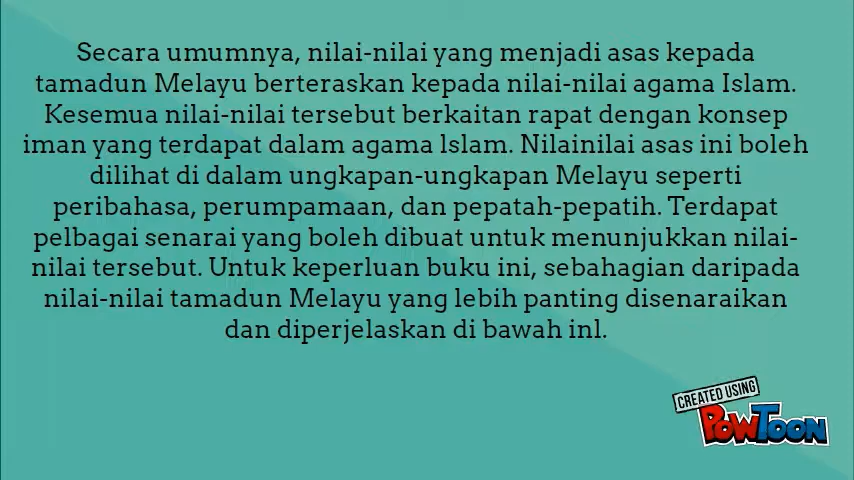 Secara umumnya, nilai-nilai yang menjadi asas kepada
tamadun Melayu berteraskan kepada nilai-nilai agama Islam.
Kesemua nilai-nilai tersebut berkaitan rapat dengan konsep
iman yang terdapat dalam agama lslam. Nilainilai asas ini boleh
dilihat di dalam ungkapan-ungkapan Melayu seperti
peribahasa, perumpamaan, dan pepatah-pepatih. Terdapat
pelbagai senarai yang boleh dibuat untuk menunjukkan nilai-
nilai tersebut. Untuk keperluan buku ini, sebahagian daripada
nilai-nilai tamadun Melayu yang lebih panting disenaraikan
dan diperjelaskan di bawah inl.
CREATED USING
POWTOON